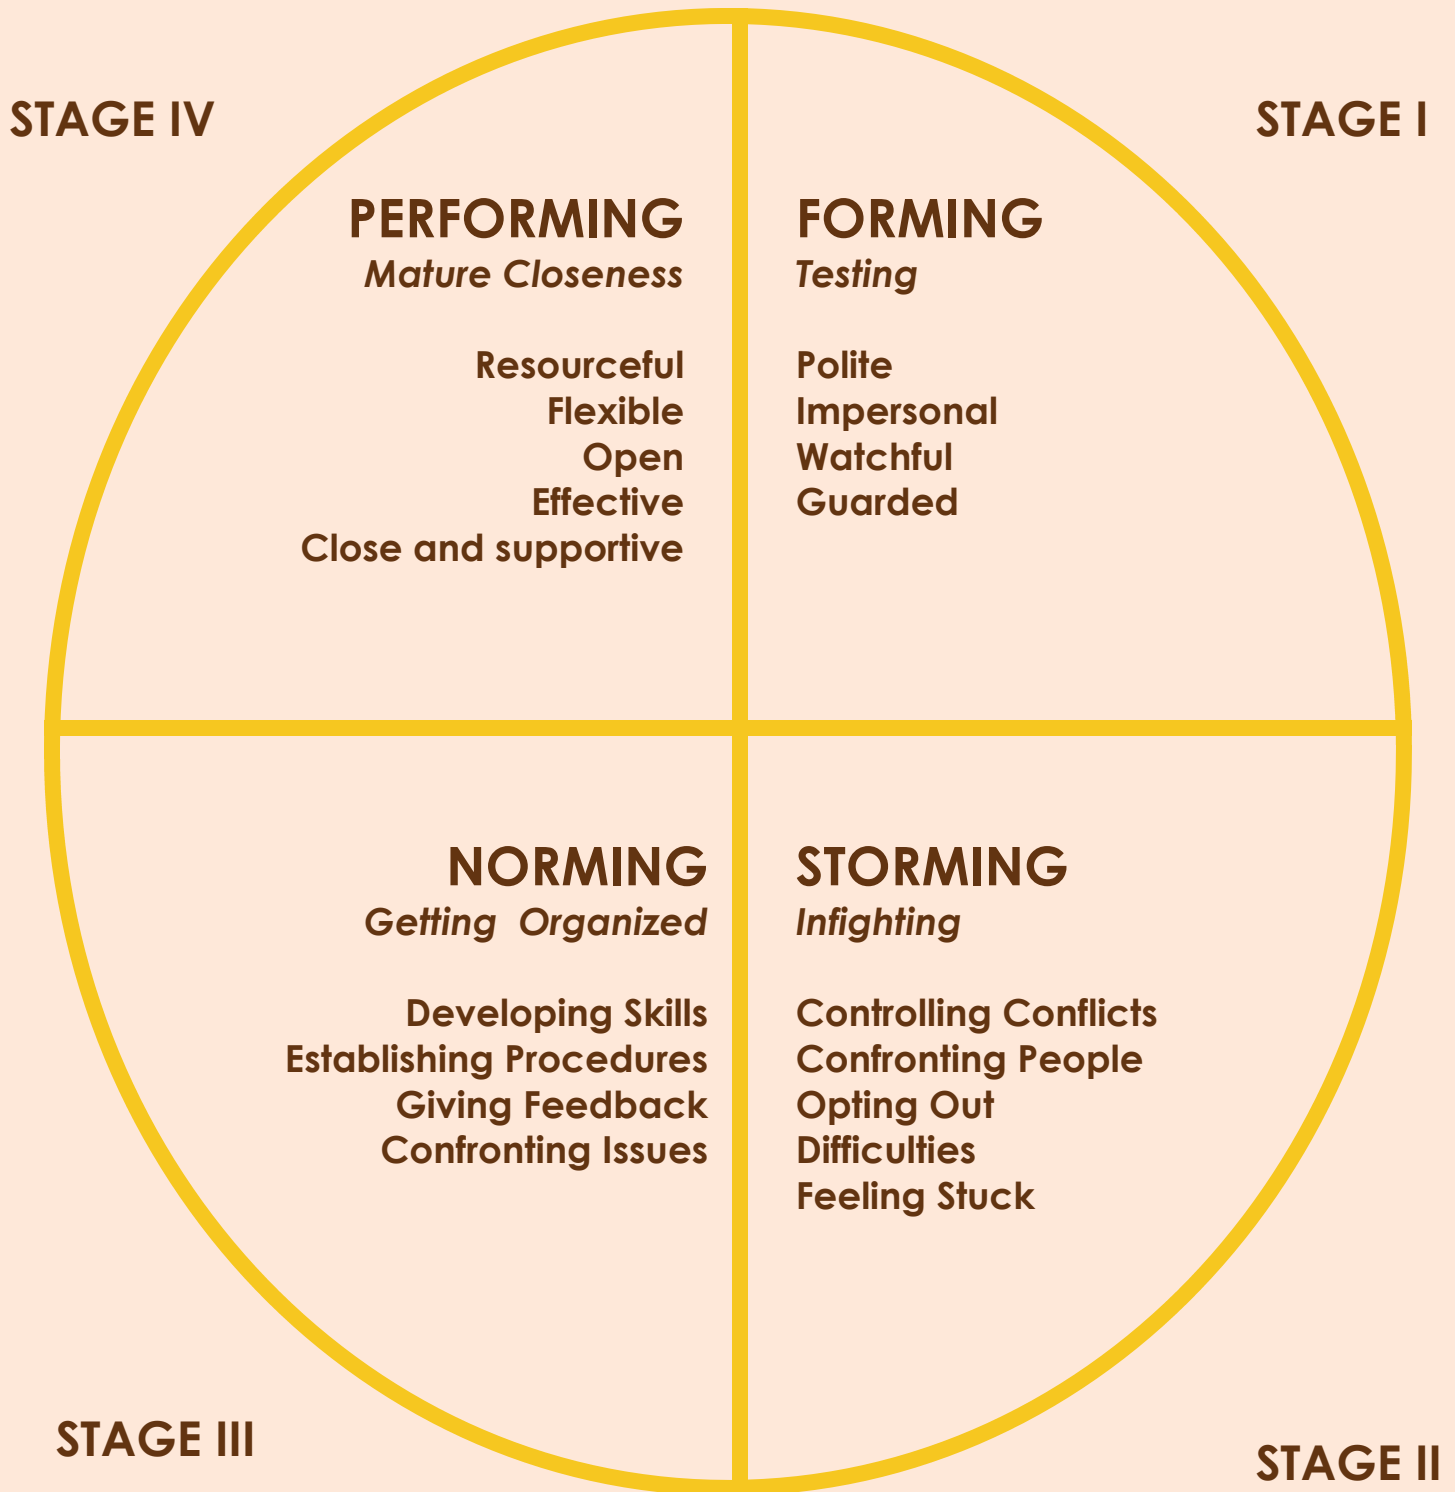 STAGE IV
STAGE I
PERFORMING
Mature Closeness
Resourceful
Flexible
Open
Effective
Close and supportive
FORMING
Testing
Polite
Impersonal
Watchful
Guarded
NORMING
Getting Organized
Developing Skills
Establishing Procedures
Giving Feedback
Confronting Issues
STORMING
Infighting
Controlling Conflicts
Confronting People
Opting Out
Difficulties
Feeling Stuck
STAGE III
STAGE II